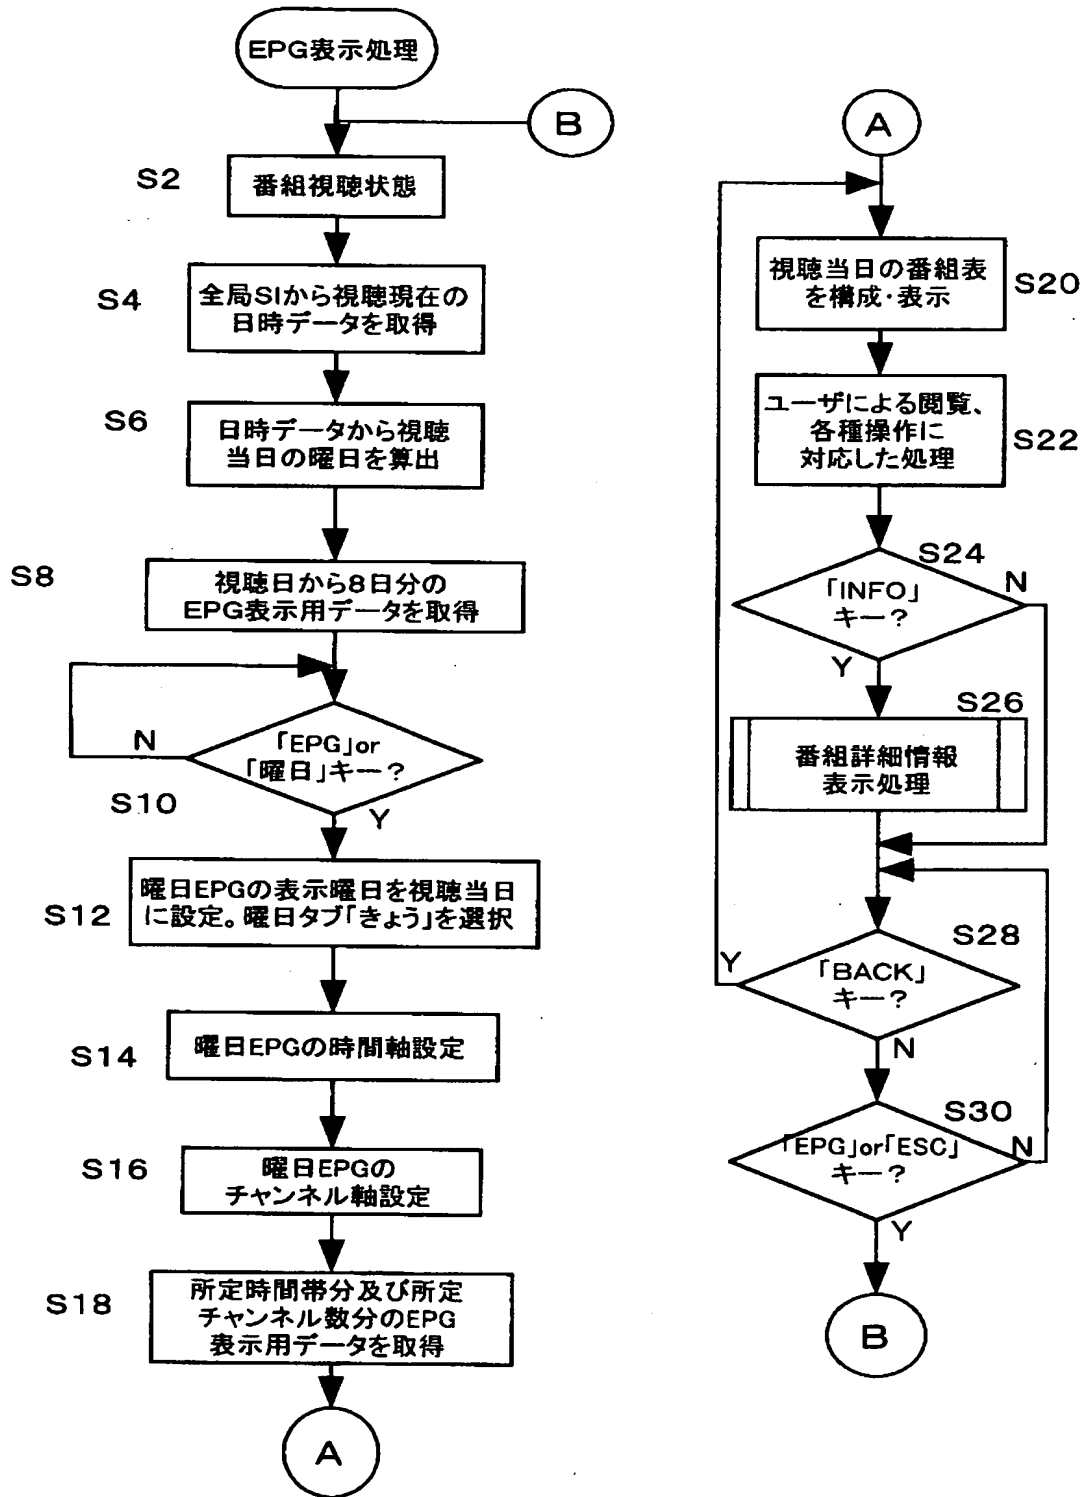 EPG表示処理
B
S2
番組視聴状態
S4
全局SIから視聴現在の
日時データを取得
S6
日時データから視聴
当日の曜日を算出
S8
視聴日から8日分の
EPG表示用データを取得
N
「EPG」or
「曜日」キー？
S10
Y
S12
曜日EPGの表示曜日を視聴当日
に設定。曜日タブ「きょう」を選択
S14
曜日EPGの時間軸設定
S16
曜日EPGの
チャンネル軸設定
S18
所定時間帯分及び所定
チャンネル数分のEPG
表示用データを取得
A
A
視聴当日の番組表
を構成・表示
S20
ユーザによる閲覧、
各種操作に
対応した処理
S22
S24
「INFO」
キー？
N
Y
S26
番組詳細情報
表示処理
S28
Y
「BACK」
キー？
N
S30
「EPG」or「ESC」
キー？
N
Y
B